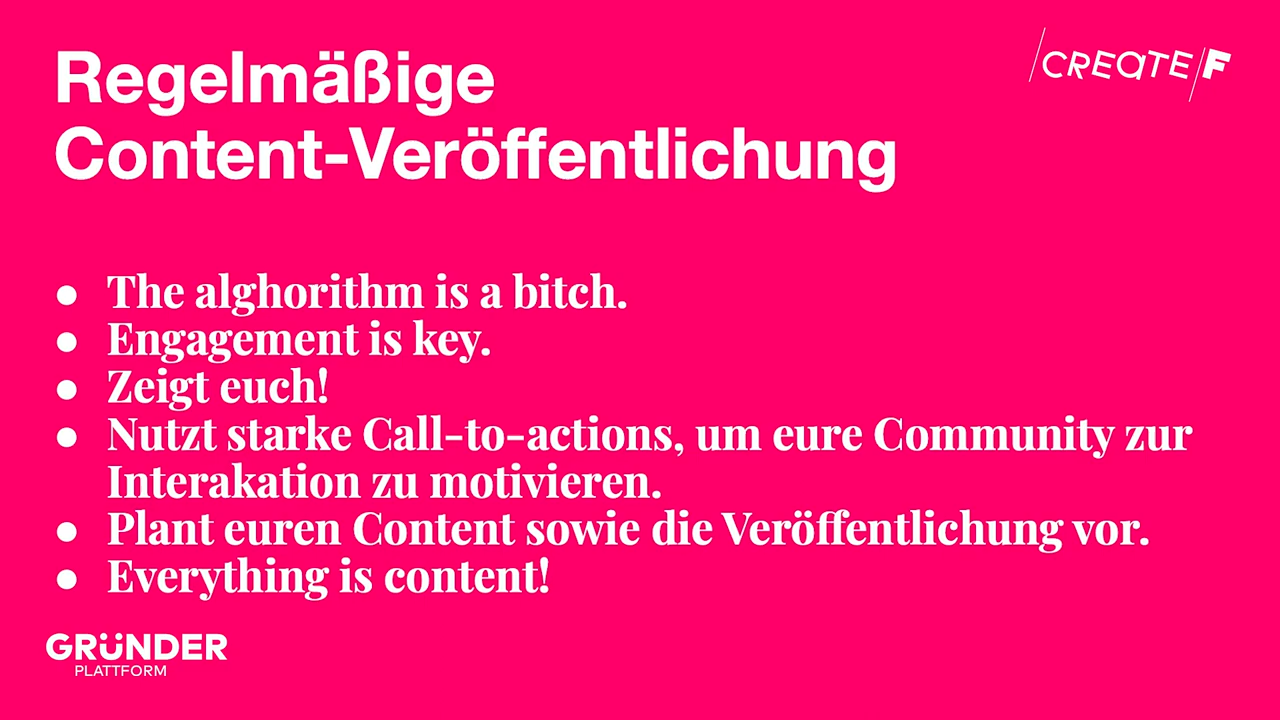 Regelmäßige
Content-Veröffentlichung
/CREATE/F
● The alghorithm is a bitch.
● Engagement is key.
● Zeigt euch!
● Nutzt starke Call-to-actions, um eure Community zur
Interakation zu motivieren.
● Plant euren Content sowie die Veröffentlichung vor.
● Everything is content!
GRÜNDER
PLATTFORM